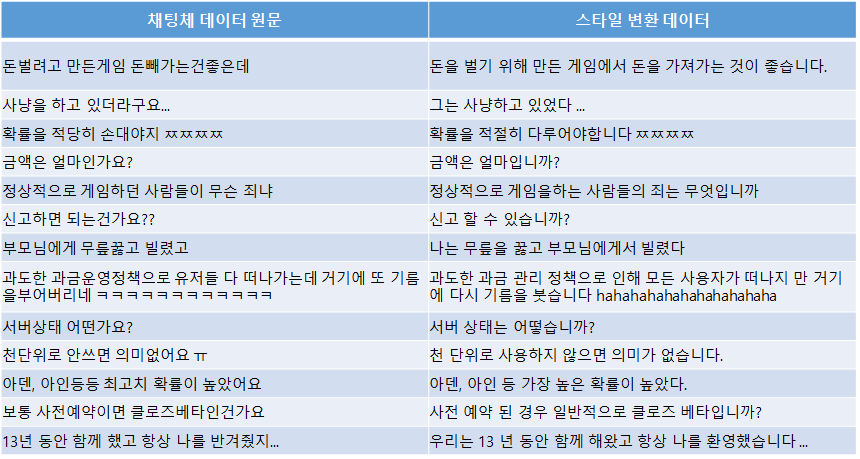 채팅체 데이터 원문 스타일 변환 데이터
돈벌려고 만든게임 돈빼가는건좋은데 돈을 벌기 위해 만든 게임에서 돈을 가져가는 것이 좋습니다.
사냥을 하고 있더라구요... 그는 사냥하고 있었다 ...
확률을 적당히 손대야지 ㅉㅉㅉㅉ 확률을 적절히 다루어야합니다 ㅉㅉㅉㅉ
금액은 얼마인가요? 금액은 얼마입니까?
정상적으로 게임하던 사람들이 무슨 죄냐 정상적으로 게임을하는 사람들의 죄는 무엇입니까
신고하면 되는건가요?? 신고 할 수 있습니까?
부모님에게 무릎꿇고 빌렸고 나는 무릎을 꿇고 부모님에게서 빌렸다
과도한 과금운영정책으로 유저들 다 떠나가는데 거기에 또 기름
을부어버리네 ㅋㅋㅋㅋㅋㅋㅋㅋㅋㅋㅋㅋ
과도한 과금 관리 정책으로 인해 모든 사용자가 떠나지 만 거기
에 다시 기름을 붓습니다 hahahahahahahahahahaha
서버상태 어떤가요? 서버 상태는 어떻습니까?
천단위로 안쓰면 의미없어요 ㅠ 천 단위로 사용하지 않으면 의미가 없습니다.
아덴, 아인등등 최고치 확률이 높았어요 아덴, 아인 등 가장 높은 확률이 높았다.
보통 사전예약이면 클로즈베타인건가요 사전 예약 된 경우 일반적으로 클로즈 베타입니까?
13년 동안 함께 했고 항상 나를 반겨줬지... 우리는 13 년 동안 함께 해왔고 항상 나를 환영했습니다 ...